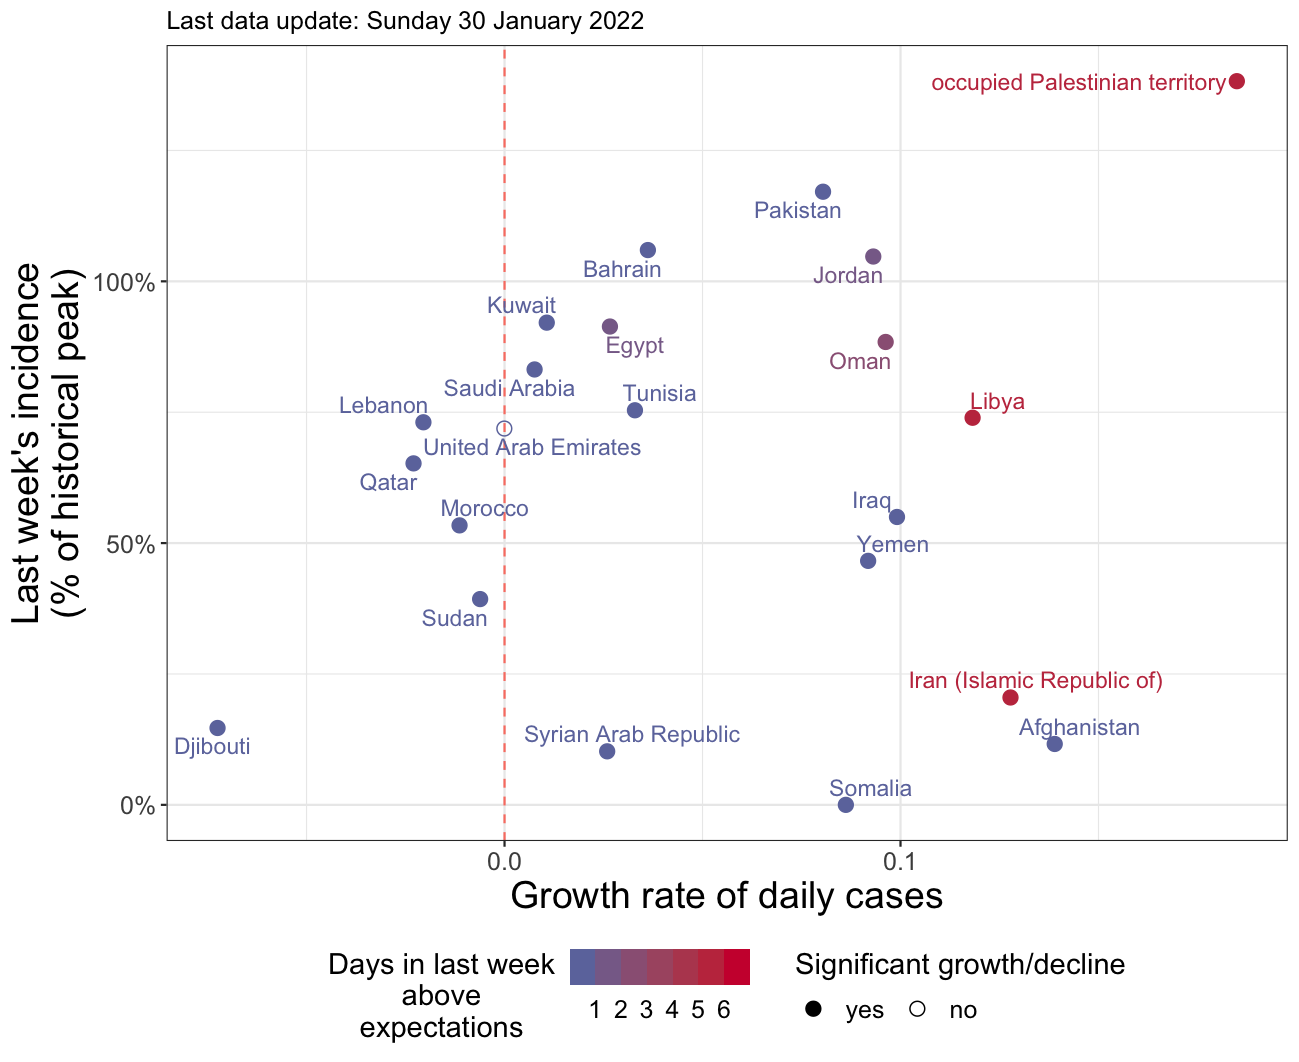 Last data update: Sunday 30 January 2022
Last week's incidence
(% of historical peak)
100%
50%
0%
occupied Palestinian territory
Pakistan
Bahrain
Jordan
Kuwait
Egypt
Oman
Saudi Arabia
Tunisia
Lebanon
Libya
United Arab Emirates
Qatar
Morocco
Iraq
Yemen
Sudan
Iran (Islamic Republic of)
Afghanistan
Syrian Arab Republic
Djibouti
Somalia
0.0 0.1
Growth rate of daily cases
Days in last week
above
expectations
1 2 3 4 5 6
Significant growth/decline
yes no